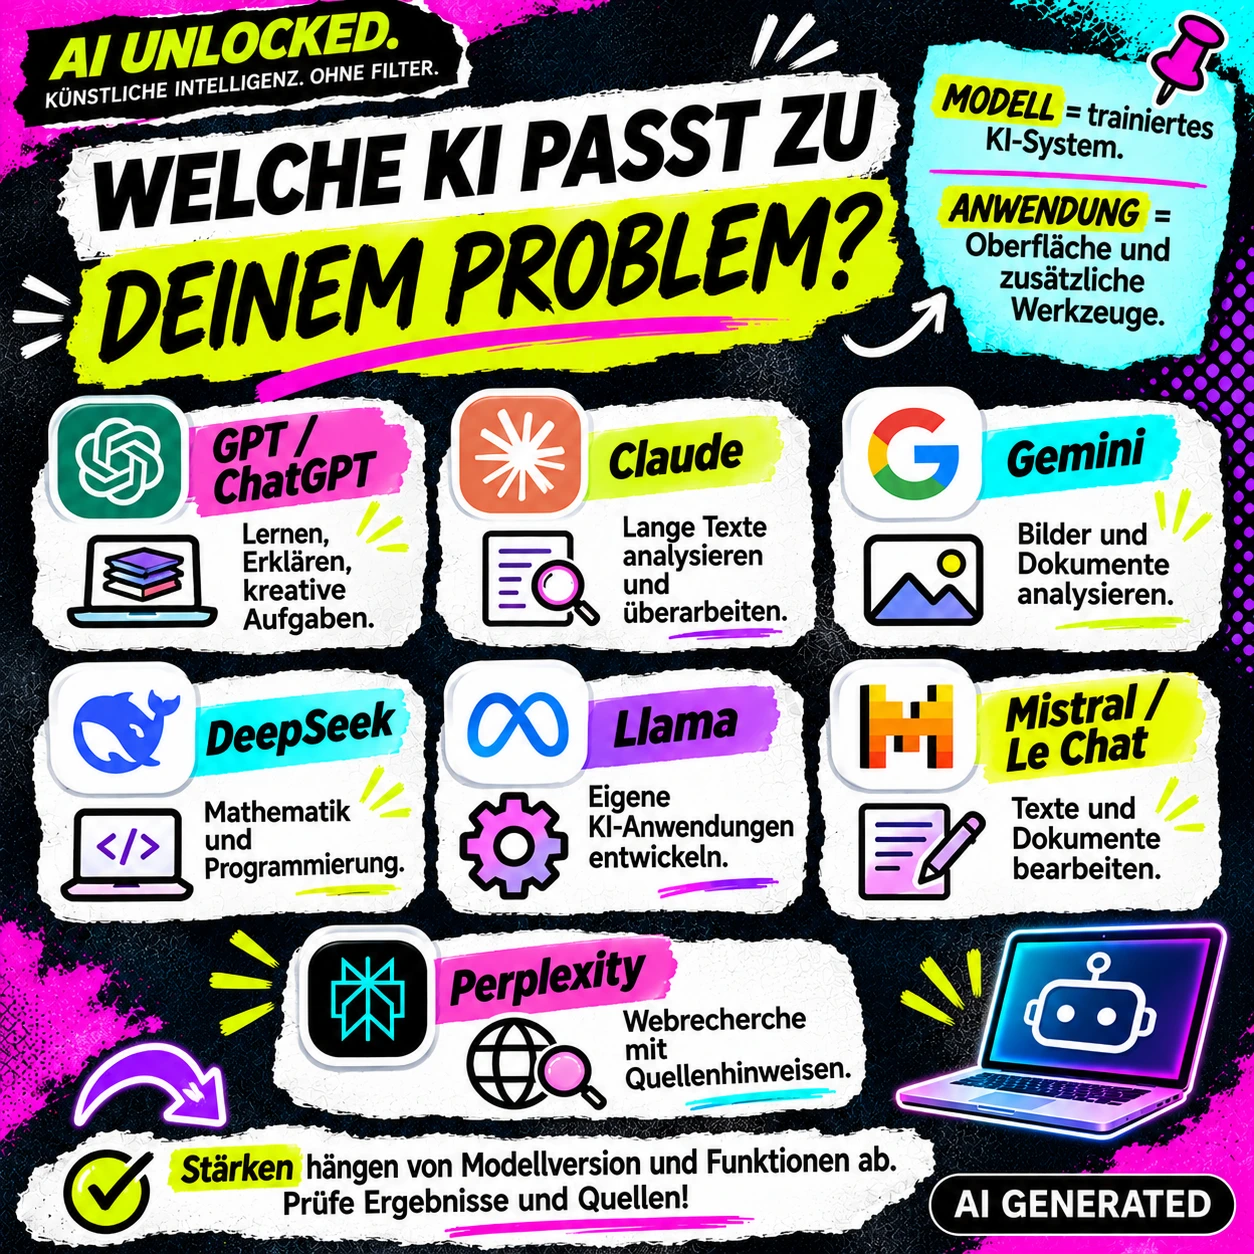 AI UNLOCKED.
KÜNSTLICHE INTELLIGENZ. OHNE FILTER.
WELCHE KI PASST ZU
DEINEM PROBLEM?
MODELL = trainiertes
KI-System.
ANWENDUNG =
Oberfläche und
zusätzliche
Werkzeuge.
GPT /
ChatGPT
Lernen,
Erklären,
kreative
Aufgaben.
Claude
Lange Texte
analysieren
und
überarbeiten.
G
Gemini
Bilder und
Dokumente
analysieren.
DeepSeek
</>
Mathematik
und
Programmierung.
Llama
Eigene
KI-Anwendungen
entwickeln.
Mistral /
Le Chat
Texte und
Dokumente
bearbeiten.
Perplexity
Webrecherche
mit
Quellenhinweisen.
Stärken hängen von Modellversion und Funktionen ab.
Prüfe Ergebnisse und Quellen!
AI GENERATED